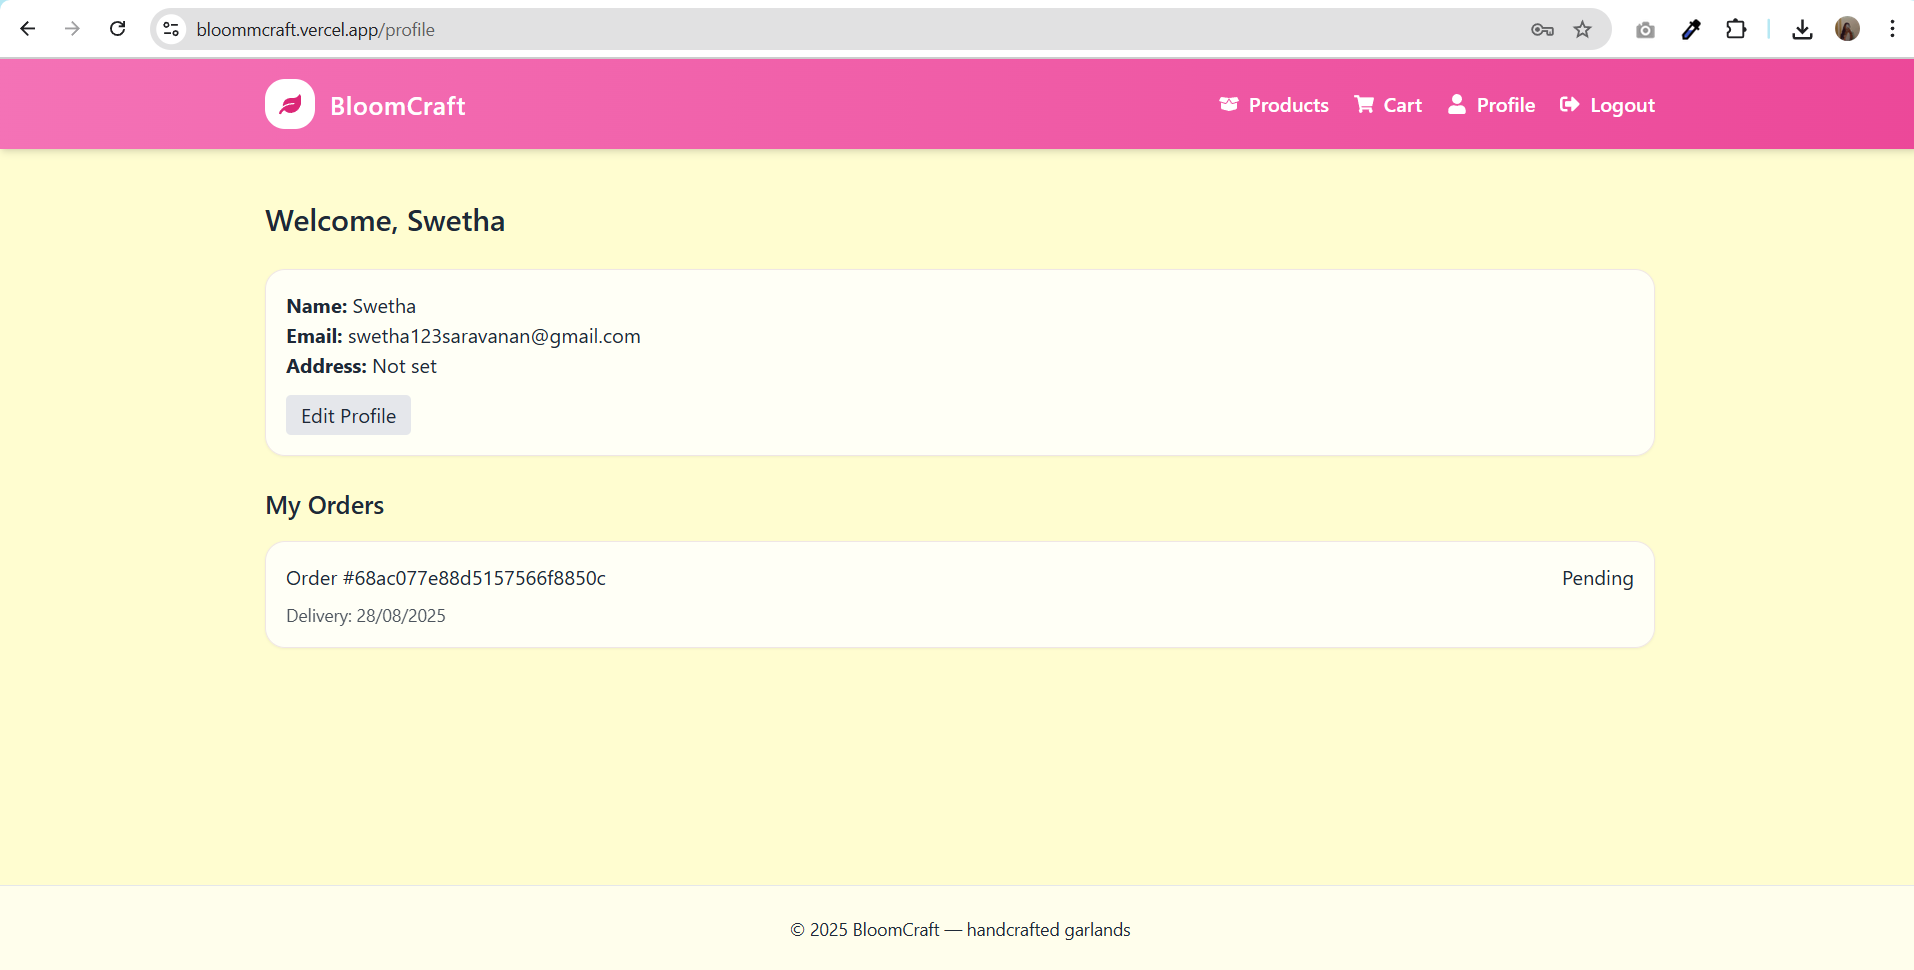 bloommcraft.vercel.app/profile
BloomCraft
Products
Cart
Profile
Logout
Welcome, Swetha
Name: Swetha
Email: swetha123saravanan@gmail.com
Address: Not set
Edit Profile
My Orders
Order #68ac077e88d5157566f8850c
Pending
Delivery: 28/08/2025
© 2025 BloomCraft — handcrafted garlands